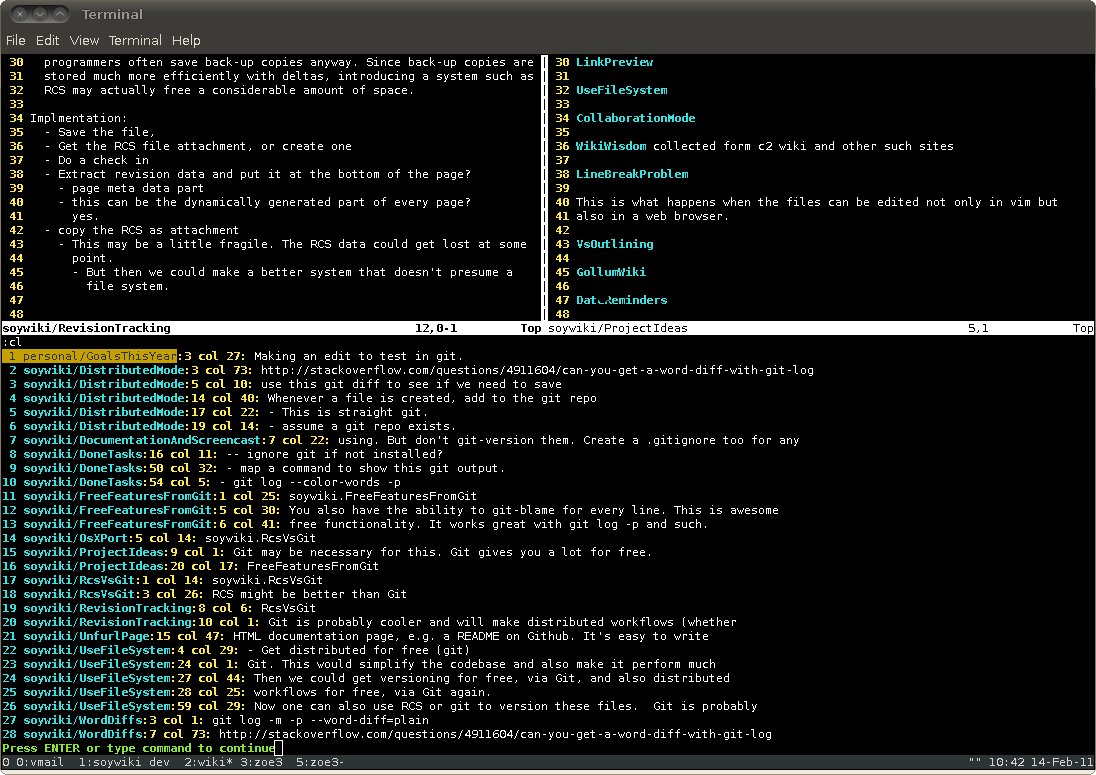 Terminal
File Edit View Terminal Help
30 programmers often save back-up copies anyway. Since back-up copies are
31 stored much more efficiently with deltas, introducing a system such as
32 RCS may actually free a considerable amount of space.
33
34 Implmentation:
35 - Save the file,
36 - Get the RCS file attachment, or create one
37 - Do a check in
38 - Extract revision data and put it at the bottom of the page?
39 - page meta data part
40 - this can be the dynamically generated part of every page?
41 yes.
42 - copy the RCS as attachment
43 - This may be a little fragile. The RCS data could get lost at some
44 point.
45 - But then we could make a better system that doesn't presume a
46 file system.
47
48
soywiki/RevisionTracking 12,0-1 Top
30 LinkPreview
31
32 UseFileSystem
33
34 CollaborationMode
35
36 WikiWisdom collected form c2 wiki and other such sites
37
38 LineBreakProblem
39
40 This is what happens when the files can be edited not only in vim but
41 also in a web browser.
42
43 VsOutlining
44
45 GollumWiki
46
47 DateReminders
48
soywiki/ProjectIdeas 5,1 Top
:cl
1 personal/GoalsThisYear:3 col 27: Making an edit to test in git.
2 soywiki/DistributedMode:3 col 73: http://stackoverflow.com/questions/4911604/can-you-get-a-word-diff-with-git-log
3 soywiki/DistributedMode:5 col 10: use this git diff to see if we need to save
4 soywiki/DistributedMode:14 col 40: Whenever a file is created, add to the git repo
5 soywiki/DistributedMode:17 col 22: - This is straight git.
6 soywiki/DistributedMode:19 col 14: - assume a git repo exists.
7 soywiki/DocumentationAndScreencast:7 col 22: using. But don't git-version them. Create a .gitignore too for any
8 soywiki/DoneTasks:16 col 11: -- ignore git if not installed?
9 soywiki/DoneTasks:50 col 32: - map a command to show this git output.
10 soywiki/DoneTasks:54 col 5: - git log --color-words -p
11 soywiki/FreeFeaturesFromGit:1 col 25: soywiki.FreeFeaturesFromGit
12 soywiki/FreeFeaturesFromGit:5 col 30: You also have the ability to git-blame for every line. This is awesome
13 soywiki/FreeFeaturesFromGit:6 col 41: free functionality. It works great with git log -p and such.
14 soywiki/OsXPort:5 col 14: soywiki.RcsVsGit
15 soywiki/ProjectIdeas:9 col 1: Git may be necessary for this. Git gives you a lot for free.
16 soywiki/ProjectIdeas:20 col 17: FreeFeaturesFromGit
17 soywiki/RcsVsGit:1 col 14: soywiki.RcsVsGit
18 soywiki/RcsVsGit:3 col 26: RCS might be better than Git
19 soywiki/RevisionTracking:8 col 6: RcsVsGit
20 soywiki/RevisionTracking:10 col 1: Git is probably cooler and will make distributed workflows (whether
21 soywiki/UnfurlPage:15 col 47: HTML documentation page, e.g. a README on Github. It's easy to write
22 soywiki/UseFileSystem:4 col 29: - Get distributed for free (git)
23 soywiki/UseFileSystem:24 col 1: Git. This would simplify the codebase and also make it perform much
24 soywiki/UseFileSystem:27 col 44: Then we could get versioning for free, via Git, and also distributed
25 soywiki/UseFileSystem:28 col 25: workflows for free, via Git again.
26 soywiki/UseFileSystem:59 col 29: Now one can also use RCS or git to version these files.  Git is probably
27 soywiki/WordDiffs:3 col 1: git log -m -p --word-diff=plain
28 soywiki/WordDiffs:7 col 73: http://stackoverflow.com/questions/4911604/can-you-get-a-word-diff-with-git-log
Press ENTER or type command to continue
0 0:vmail 1:soywiki dev 2:wiki* 3:zoe3 5:zoe3- "" 10:42 14-Feb-11